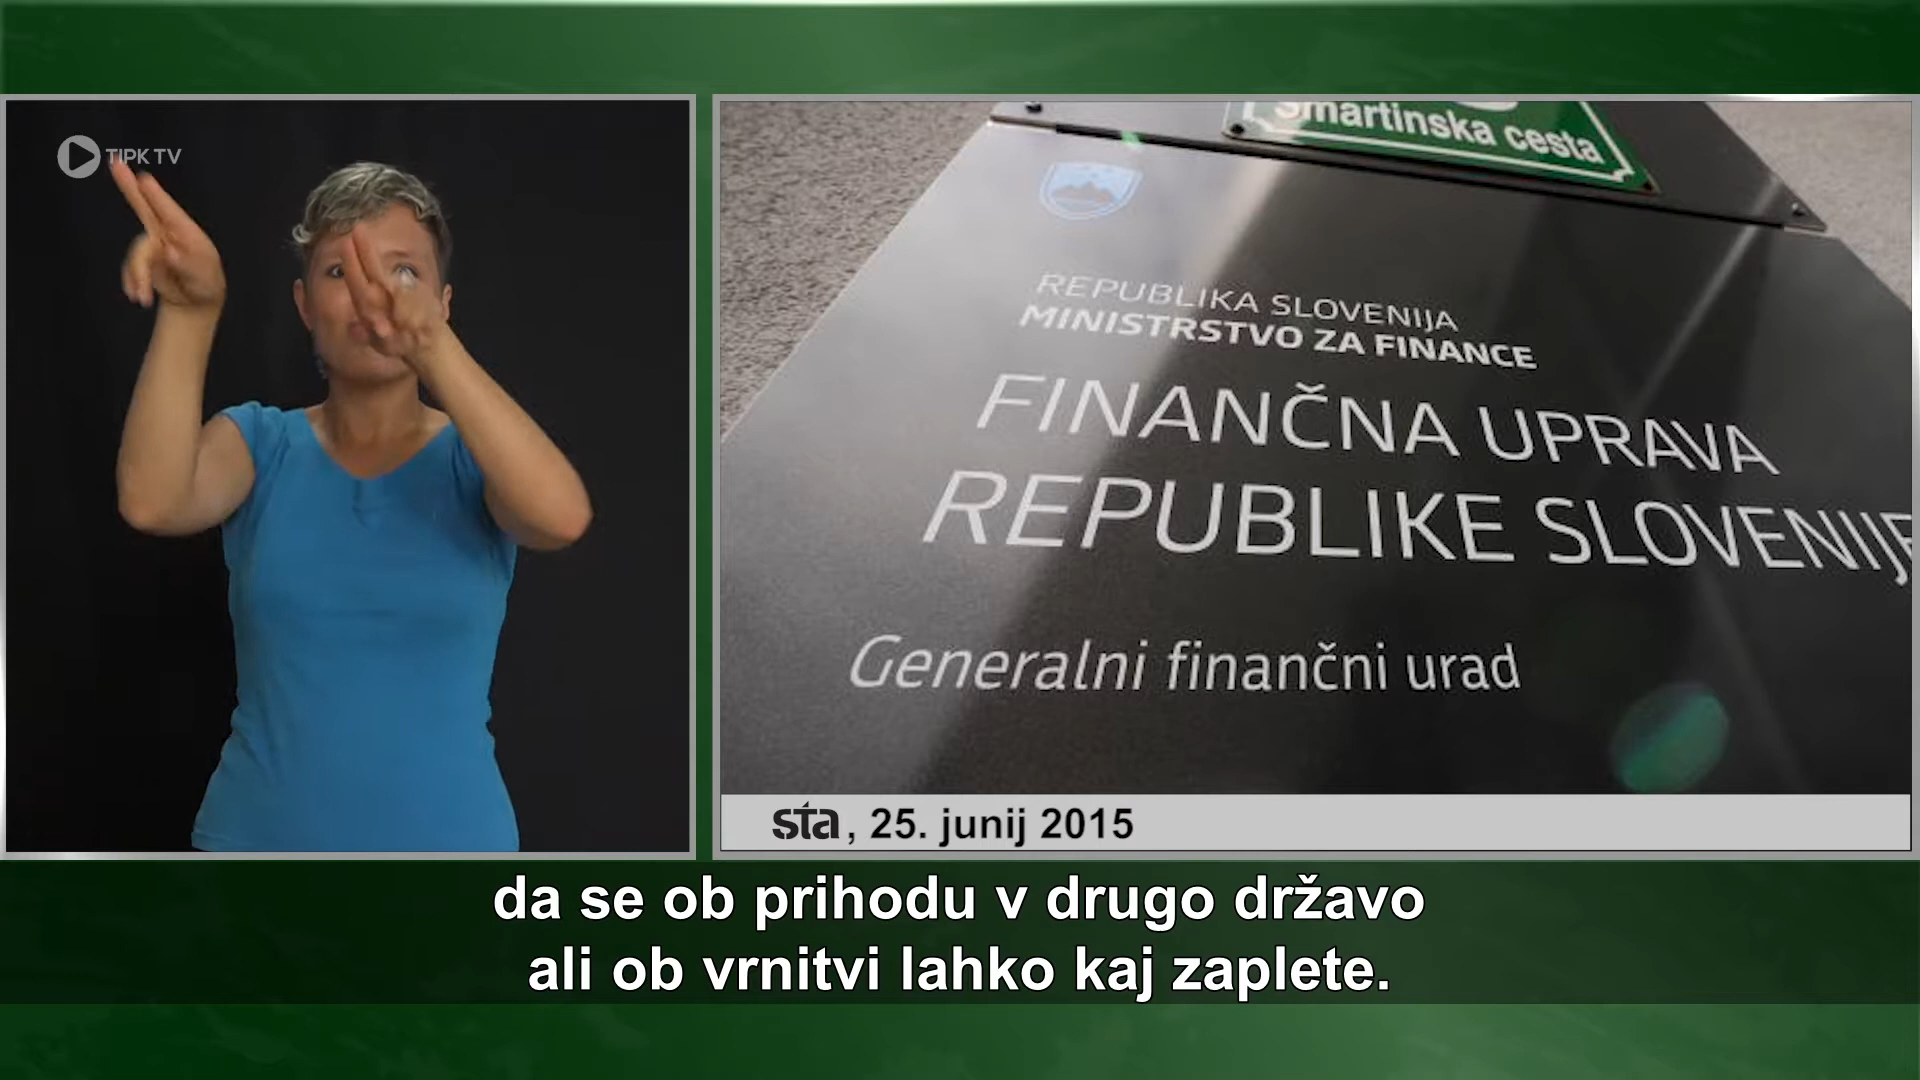 TIPK TV
Šmartinska cesta
REPUBLIKA SLOVENIJA
MINISTRSTVO ZA FINANCE
FINANČNA UPRAVA
REPUBLIKE SLOVENIJE
Generalni finančni urad
sta, 25. junij 2015
da se ob prihodu v drugo državo
ali ob vrnitvi lahko kaj zaplete.